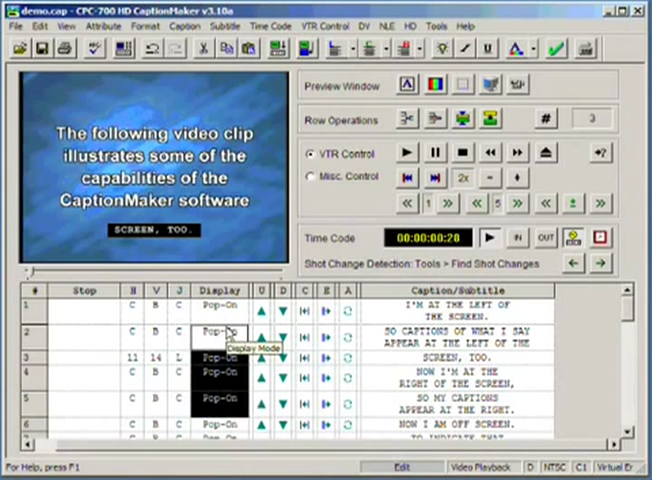 demo.cap - CPC-700 HD CaptionMaker v3.10a
File Edit View Attribute Format Caption Subtitle Time Code VTR Control DV NLE HD Tools Help
The following video clip
illustrates some of the
capabilities of the
CaptionMaker software
SCREEN, TOO.
Preview Window
Row Operations # 3
VTR Control
Misc. Control 2x - +
1 5
Time Code 00:00:00:28 IN OUT
Shot Change Detection: Tools > Find Shot Changes
# Stop H V J Display U D C E A Caption/Subtitle
1 C B C Pop-On I'M AT THE LEFT OF
THE SCREEN.
2 C B C SO CAPTIONS OF WHAT I SAY
APPEAR AT THE LEFT OF THE
Display Mode
3 11 14 L Pop-On SCREEN, TOO.
4 C B C Pop-On NOW I'M AT THE
RIGHT OF THE SCREEN,
5 C B C Pop-On SO MY CAPTIONS
APPEAR AT THE RIGHT.
6 C B C Pop-On NOW I AM OFF SCREEN.
TO INDICATE THAT
For Help, press F1 Edit Video Playback D NTSC C1 Virtual Er